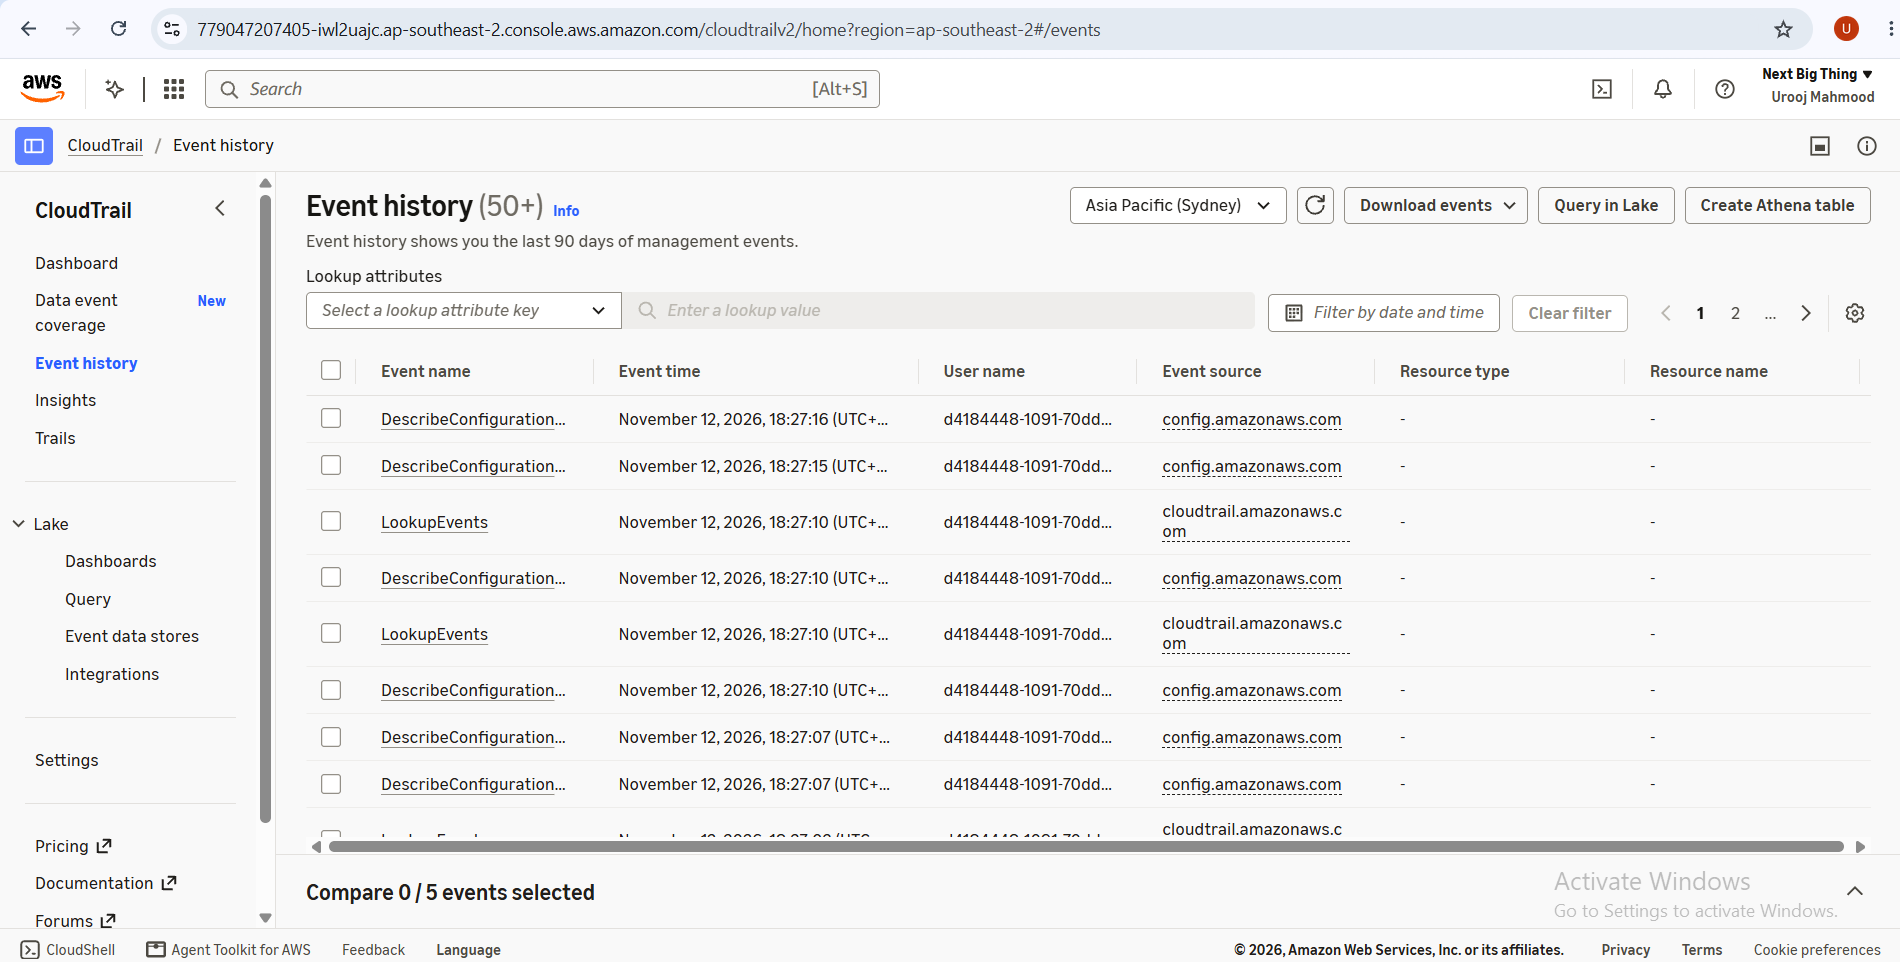 779047207405-iwl2uajc.ap-southeast-2.console.aws.amazon.com/cloudtrailv2/home?region=ap-southeast-2#/events
U
aws
Search
[Alt+S]
Next Big Thing
Urooj Mahmood
CloudTrail / Event history
CloudTrail
Dashboard
Data event coverage New
Event history
Insights
Trails
Lake
Dashboards
Query
Event data stores
Integrations
Settings
Pricing
Documentation
Forums
Event history (50+) Info
Asia Pacific (Sydney)
Download events
Query in Lake
Create Athena table
Event history shows you the last 90 days of management events.
Lookup attributes
Select a lookup attribute key
Enter a lookup value
Filter by date and time
Clear filter
1 2 ...
Event name Event time User name Event source Resource type Resource name
DescribeConfiguration... November 12, 2026, 18:27:16 (UTC+... d4184448-1091-70dd... config.amazonaws.com - -
DescribeConfiguration... November 12, 2026, 18:27:15 (UTC+... d4184448-1091-70dd... config.amazonaws.com - -
LookupEvents November 12, 2026, 18:27:10 (UTC+... d4184448-1091-70dd... cloudtrail.amazonaws.com - -
DescribeConfiguration... November 12, 2026, 18:27:10 (UTC+... d4184448-1091-70dd... config.amazonaws.com - -
LookupEvents November 12, 2026, 18:27:10 (UTC+... d4184448-1091-70dd... cloudtrail.amazonaws.com - -
DescribeConfiguration... November 12, 2026, 18:27:10 (UTC+... d4184448-1091-70dd... config.amazonaws.com - -
DescribeConfiguration... November 12, 2026, 18:27:07 (UTC+... d4184448-1091-70dd... config.amazonaws.com - -
DescribeConfiguration... November 12, 2026, 18:27:07 (UTC+... d4184448-1091-70dd... config.amazonaws.com - -
cloudtrail.amazonaws.c
Compare 0 / 5 events selected
Activate Windows
Go to Settings to activate Windows.
CloudShell
Agent Toolkit for AWS
Feedback
Language
© 2026, Amazon Web Services, Inc. or its affiliates.
Privacy
Terms
Cookie preferences